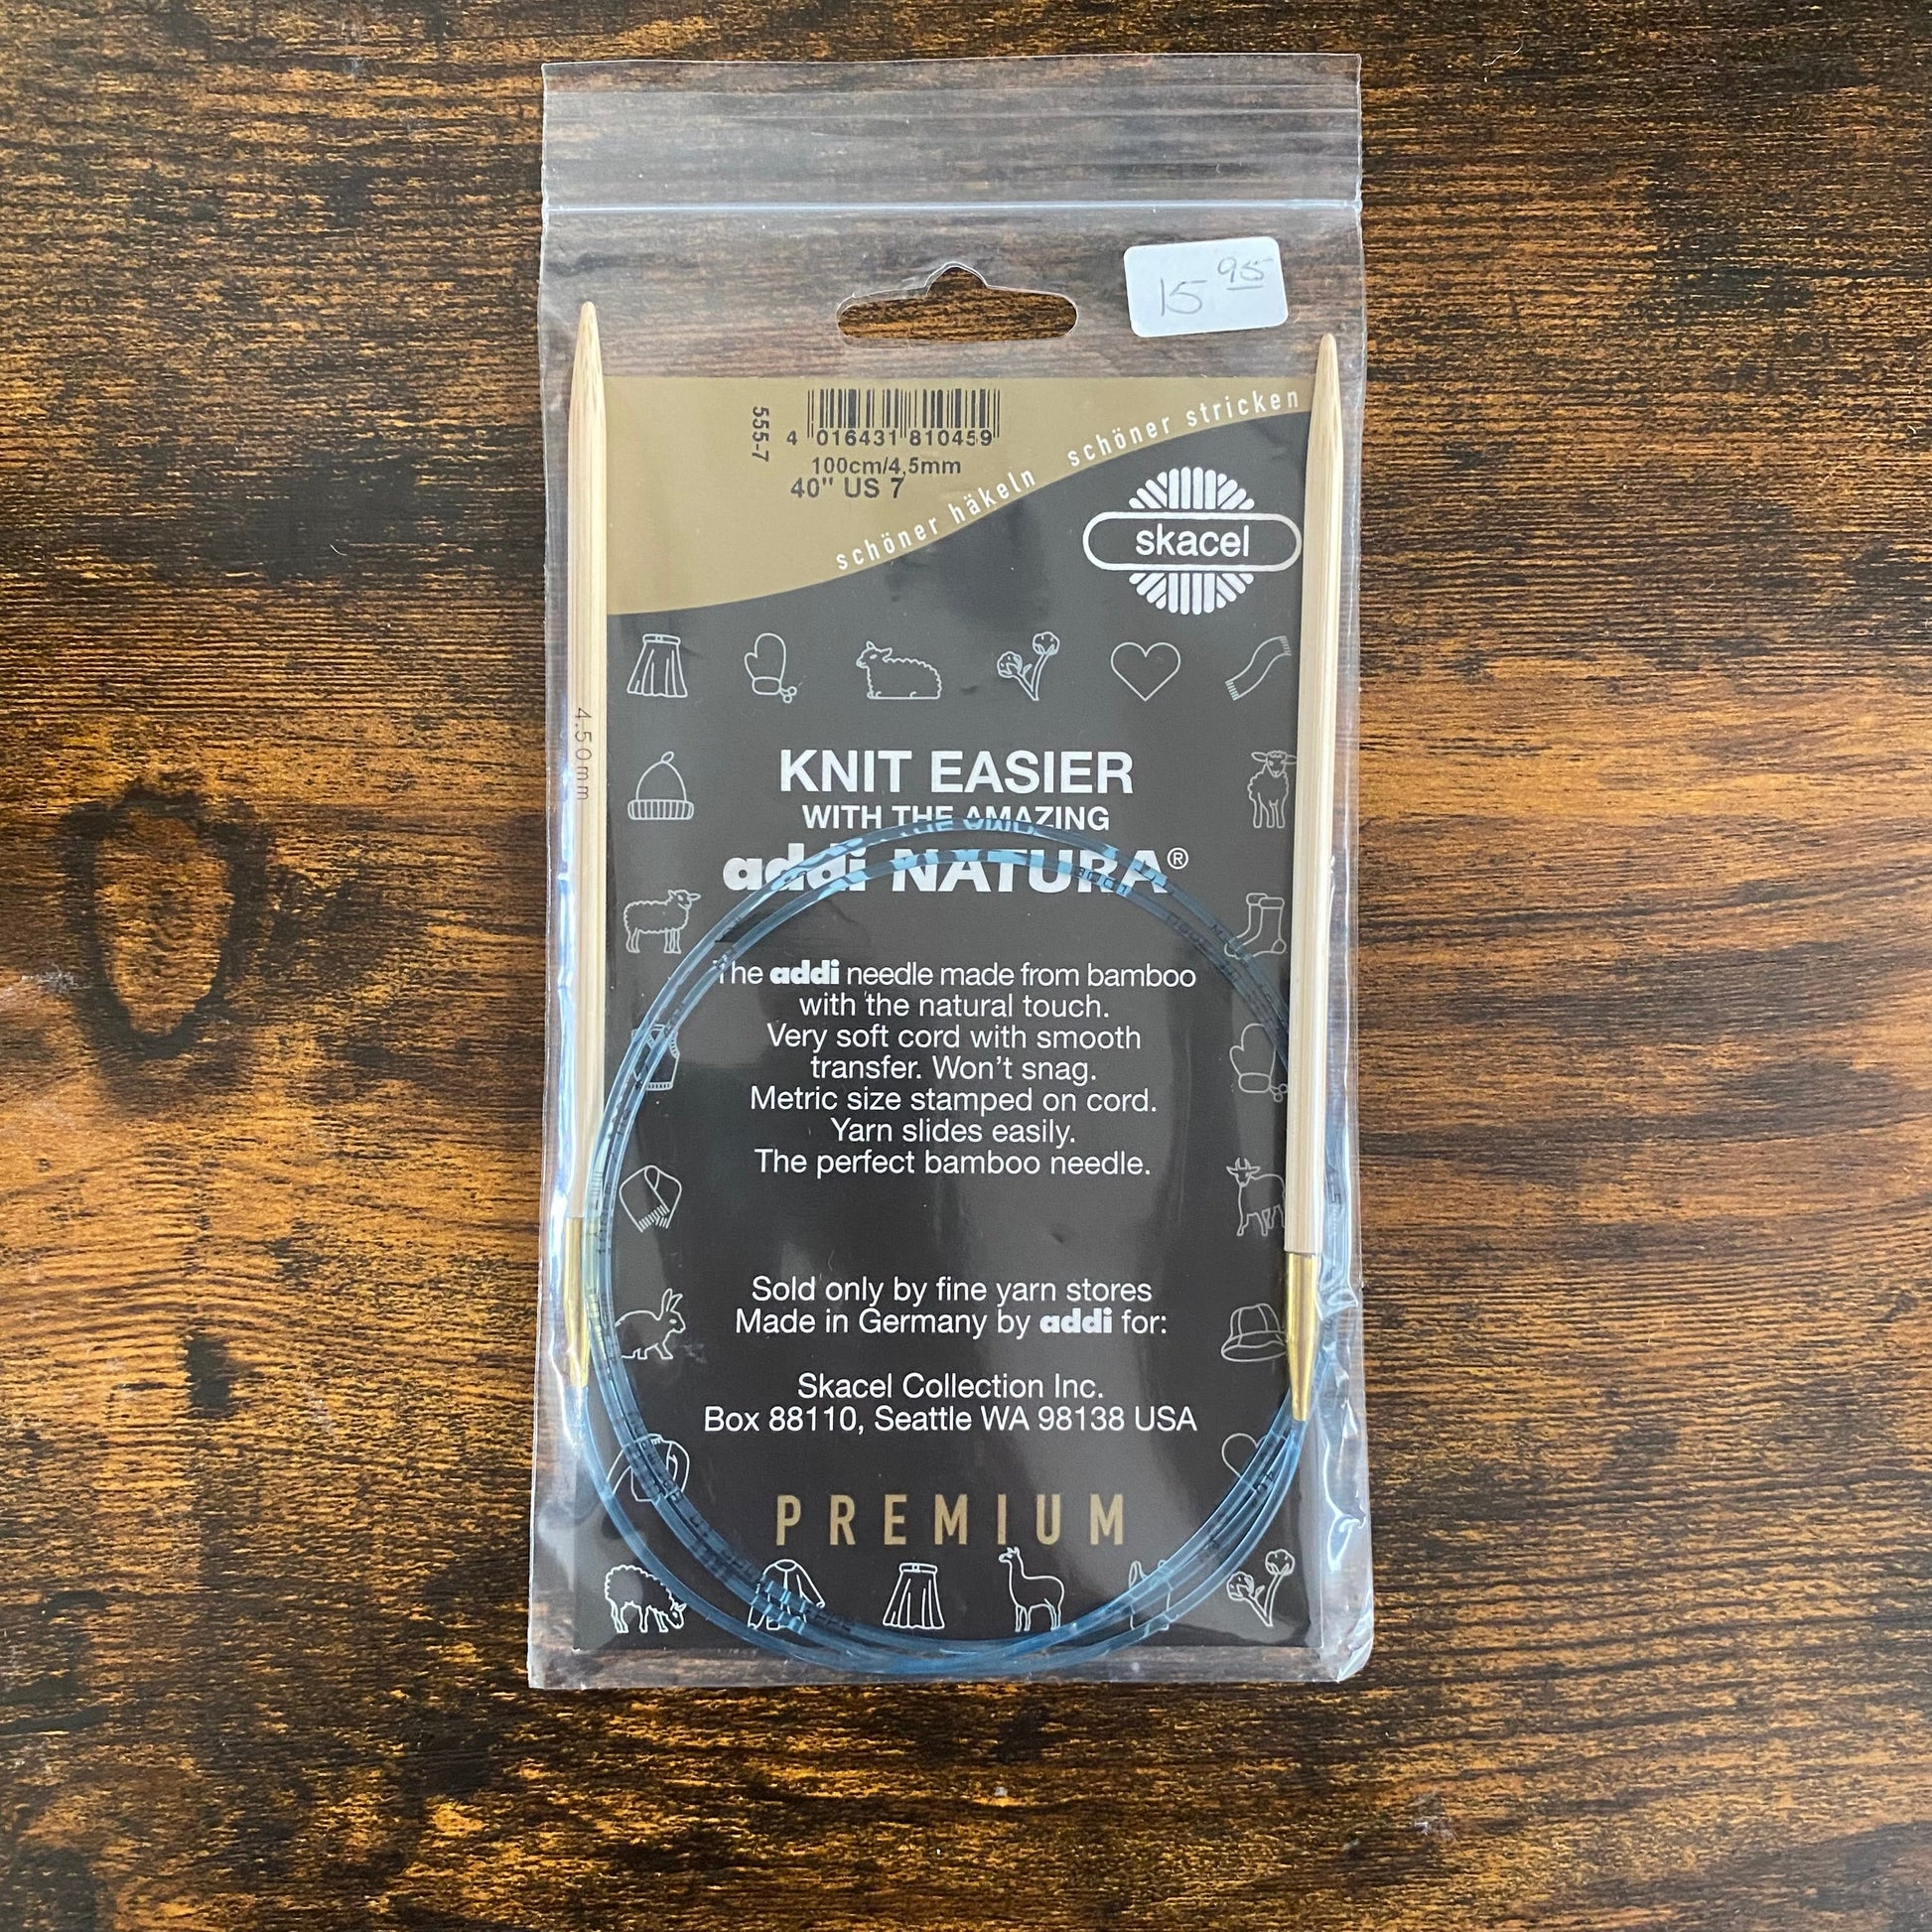 15 95
555-7
4 016431 810459
100cm/4,5mm
40" US 7
schöner häkeln schöner stricken
skacel
4.50mm
KNIT EASIER
WITH THE AMAZING
addi NATURA®
The addi needle made from bamboo
with the natural touch.
Very soft cord with smooth
transfer. Won't snag.
Metric size stamped on cord.
Yarn slides easily.
The perfect bamboo needle.
Sold only by fine yarn stores
Made in Germany by addi for:
Skacel Collection Inc.
Box 88110, Seattle WA 98138 USA
PREMIUM